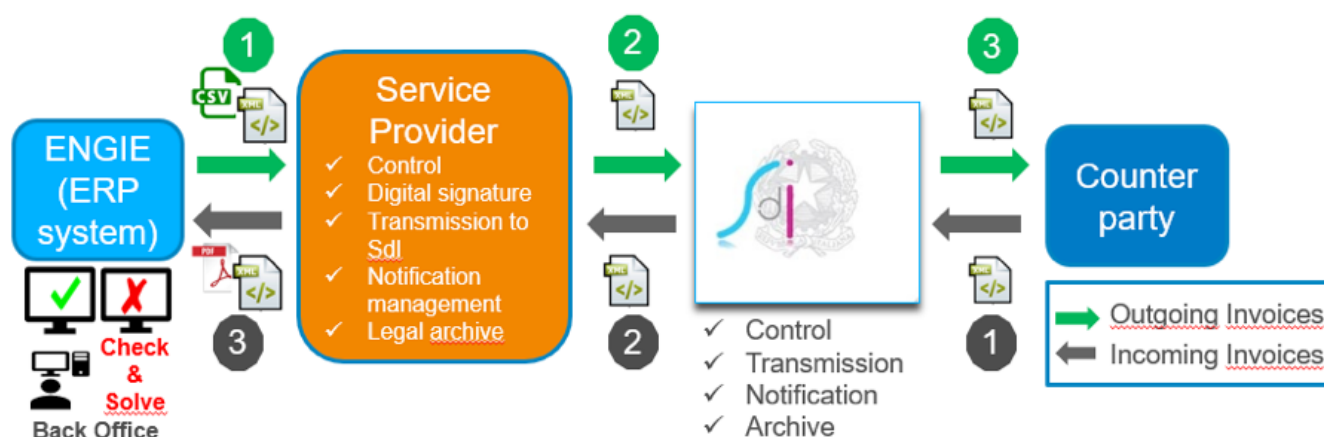 1
2
3
CSV
XML
</>
XML
</>
XML
</>
Service
Provider
✓ Control
✓ Digital signature
✓ Transmission to
SdI
✓ Notification
management
✓ Legal archive
ENGIE
(ERP
system)
Sdi
Counter
party
PDF
XML
</>
XML
</>
XML
</>
3
2
1
Check
&
Solve
Back Office
✓ Control
✓ Transmission
✓ Notification
✓ Archive
Outgoing Invoices
Incoming Invoices